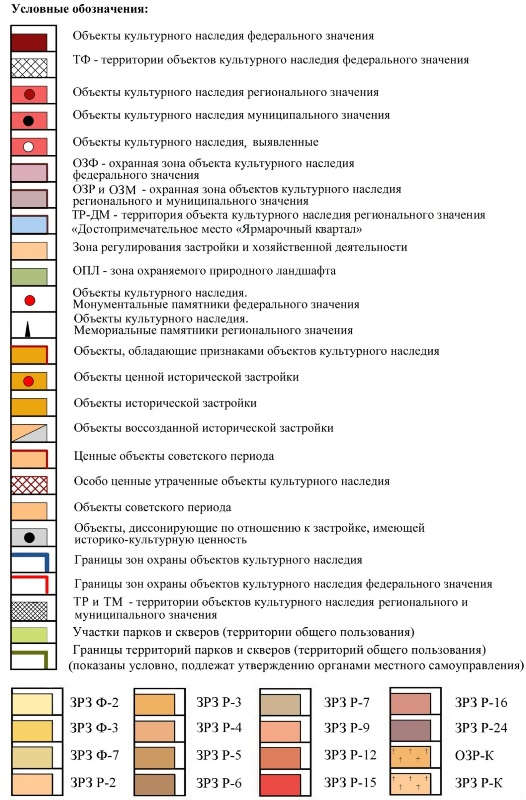 Условные обозначения:
Объекты культурного наследия федерального значения
ТФ - территории объектов культурного наследия федерального значения
Объекты культурного наследия регионального значения
Объекты культурного наследия муниципального значения
Объекты культурного наследия, выявленные
ОЗФ - охранная зона объекта культурного наследия
федерального значения
ОЗР и ОЗМ - охранная зона объектов культурного наследия
регионального и муниципального значения
ТР-ДМ - территория объекта культурного наследия регионального значения
«Достопримечательное место «Ярмарочный квартал»
Зона регулирования застройки и хозяйственной деятельности
ОПЛ - зона охраняемого природного ландшафта
Объекты культурного наследия.
Монументальные памятники федерального значения
Объекты культурного наследия.
Мемориальные памятники регионального значения
Объекты, обладающие признаками объектов культурного наследия
Объекты ценной исторической застройки
Объекты исторической застройки
Объекты воссозданной исторической застройки
Ценные объекты советского периода
Особо ценные утраченные объекты культурного наследия
Объекты советского периода
Объекты, диссонирующие по отношению к застройке, имеющей
историко-культурную ценность
Границы зон охраны объектов культурного наследия
Границы зон охраны объектов культурного наследия федерального значения
ТР и ТМ - территории объектов культурного наследия регионального и
муниципального значения
Участки парков и скверов (территории общего пользования)
Границы территорий парков и скверов (территорий общего пользования)
(показаны условно, подлежат утверждению органами местного самоуправления)
ЗРЗ Ф-2 ЗРЗ Р-3 ЗРЗ Р-7 ЗРЗ Р-16
ЗРЗ Ф-3 ЗРЗ Р-4 ЗРЗ Р-9 ЗРЗ Р-24
ЗРЗ Ф-7 ЗРЗ Р-5 ЗРЗ Р-12 ОЗР-К
ЗРЗ Р-2 ЗРЗ Р-6 ЗРЗ Р-15 ЗРЗ Р-К